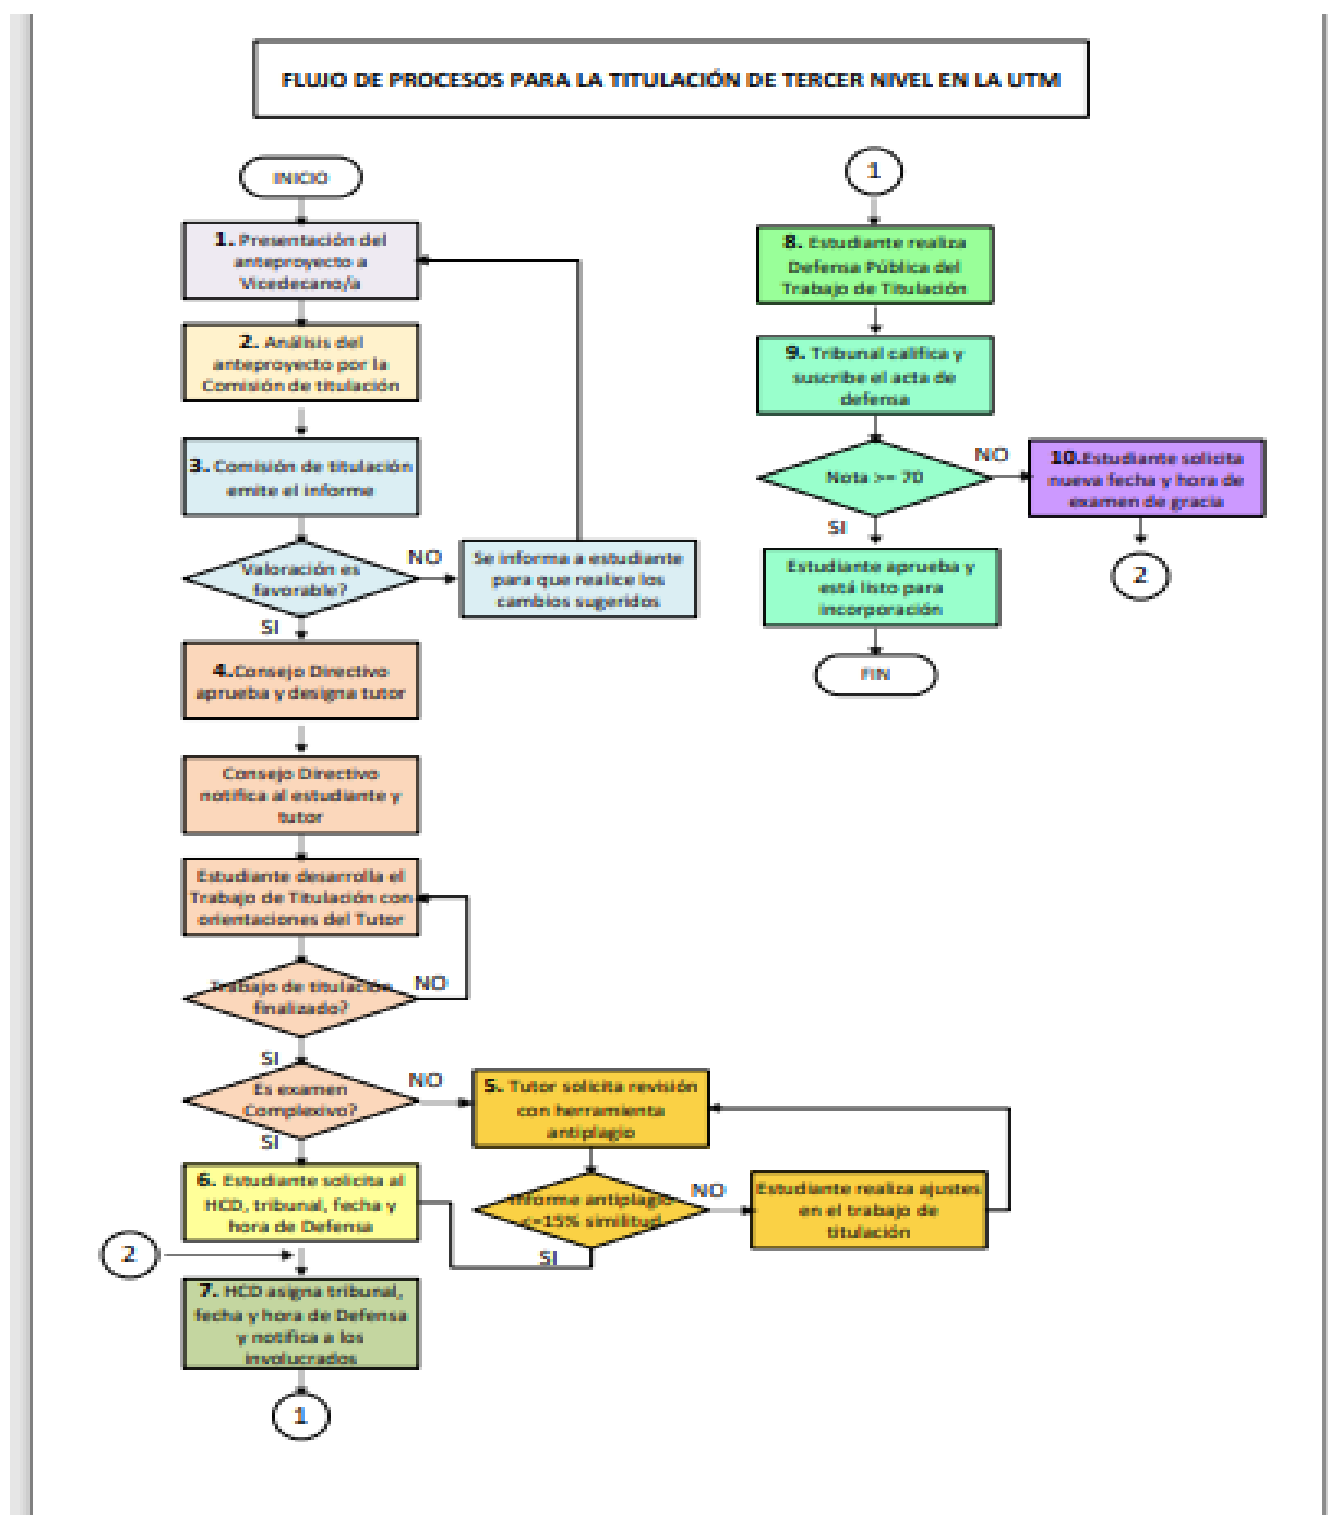 FLUJO DE PROCESOS PARA LA TITULACIÓN DE TERCER NIVEL EN LA UTM
INICIO
1. Presentación del
anteproyecto a
Vicedecano/a
2. Análisis del
anteproyecto por la
Comisión de titulación
3. Comisión de titulación
emite el informe
Valoración es
favorable?
NO
Se informa a estudiante
para que realice los
cambios sugeridos
SI
4.Consejo Directivo
aprueba y designa tutor
Consejo Directivo
notifica al estudiante y
tutor
Estudiante desarrolla el
Trabajo de Titulación con
orientaciones del Tutor
Trabajo de titulación
finalizado?
NO
SI
Es examen
Complexivo?
NO
SI
5. Tutor solicita revisión
con herramienta
antiplagio
Informe antiplagio
<=15% similitud
NO
SI
Estudiante realiza ajustes
en el trabajo de
titulación
6. Estudiante solicita al
HCD, tribunal, fecha y
hora de Defensa
2
7. HCD asigna tribunal,
fecha y hora de Defensa
y notifica a los
involucrados
1
1
8. Estudiante realiza
Defensa Pública del
Trabajo de Titulación
9. Tribunal califica y
suscribe el acta de
defensa
Nota >= 70
NO
10.Estudiante solicita
nueva fecha y hora de
examen de gracia
2
SI
Estudiante aprueba y
está listo para
incorporación
FIN